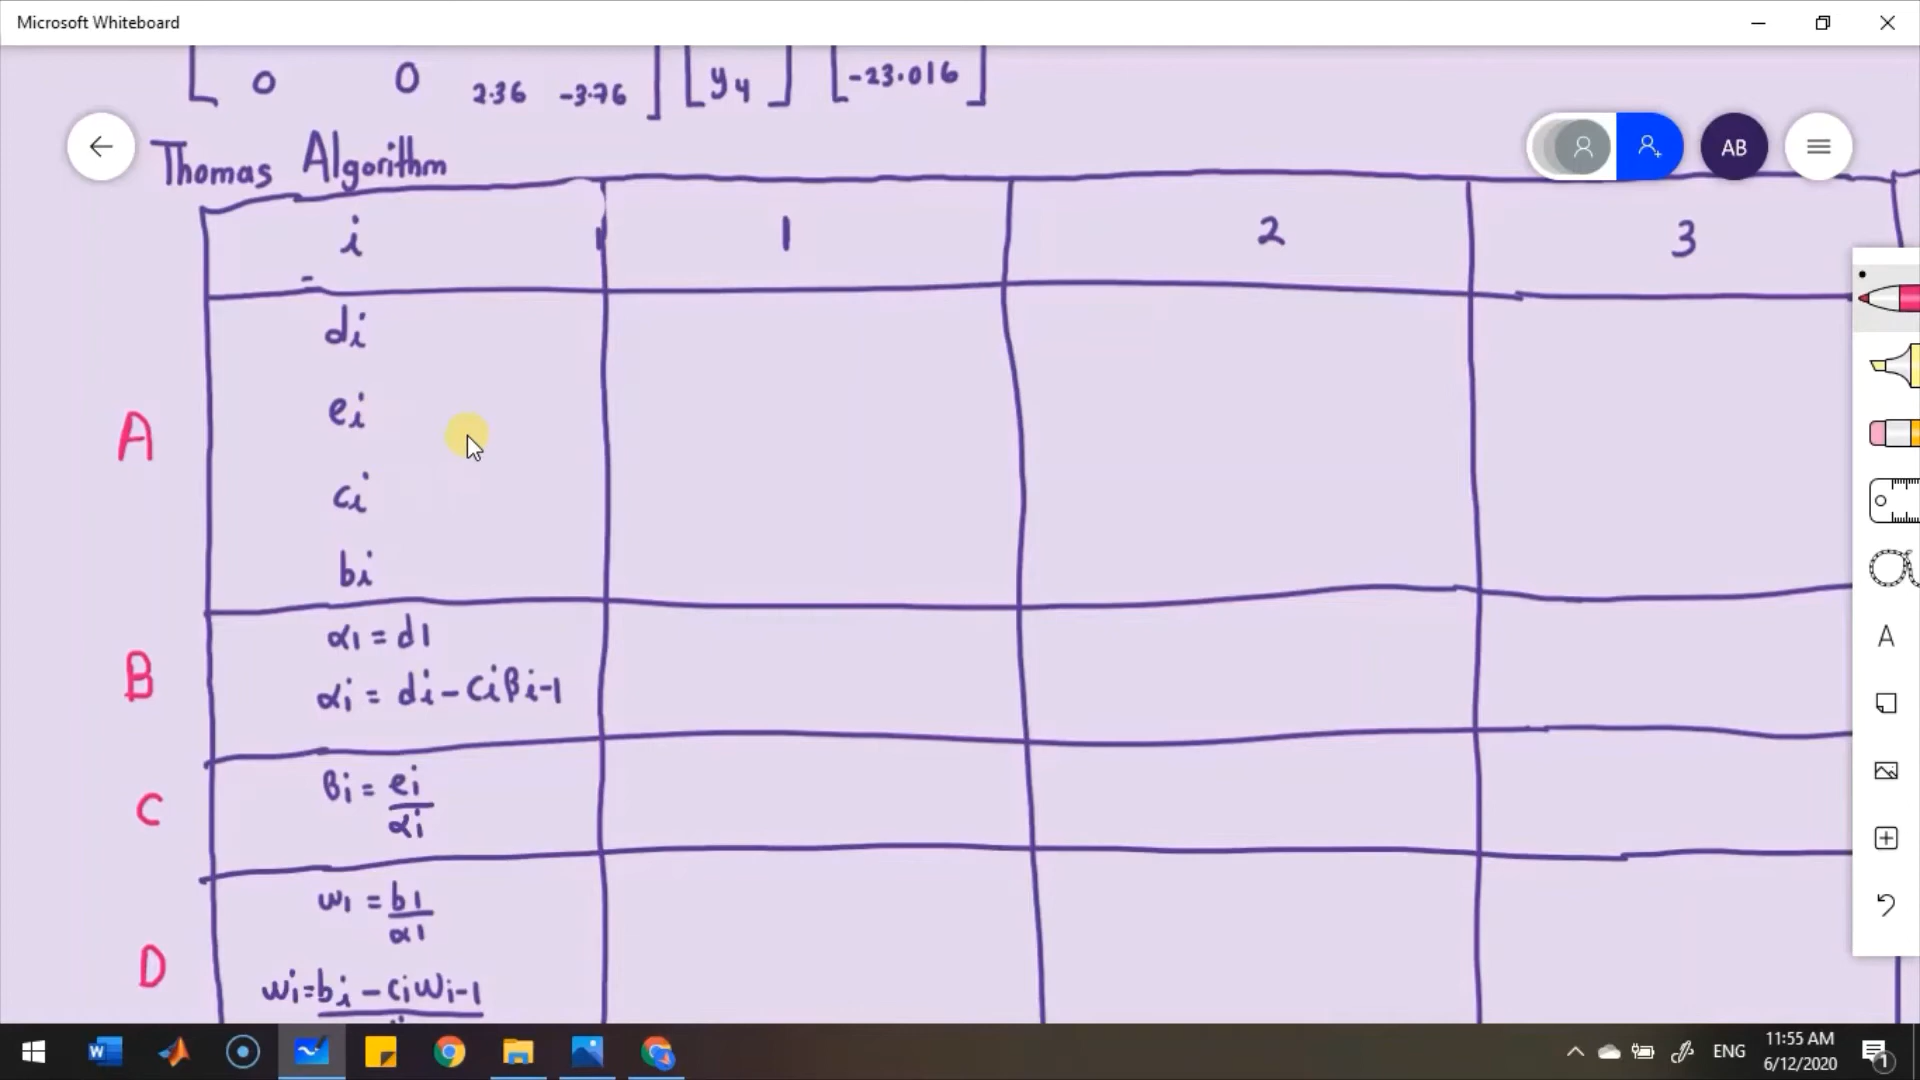 Microsoft Whiteboard
0 0 2.36 -3.76 y4 -23.016
Thomas Algorithm
AB
i 1 2 3
di
ei
A
ci
bi
α1 = d1
B
αi = di - ciβi-1
βi = ei
C
αi
w1 = b1
α1
D
wi = bi - ciwi-1
A
ENG
11:55 AM
6/12/2020
1